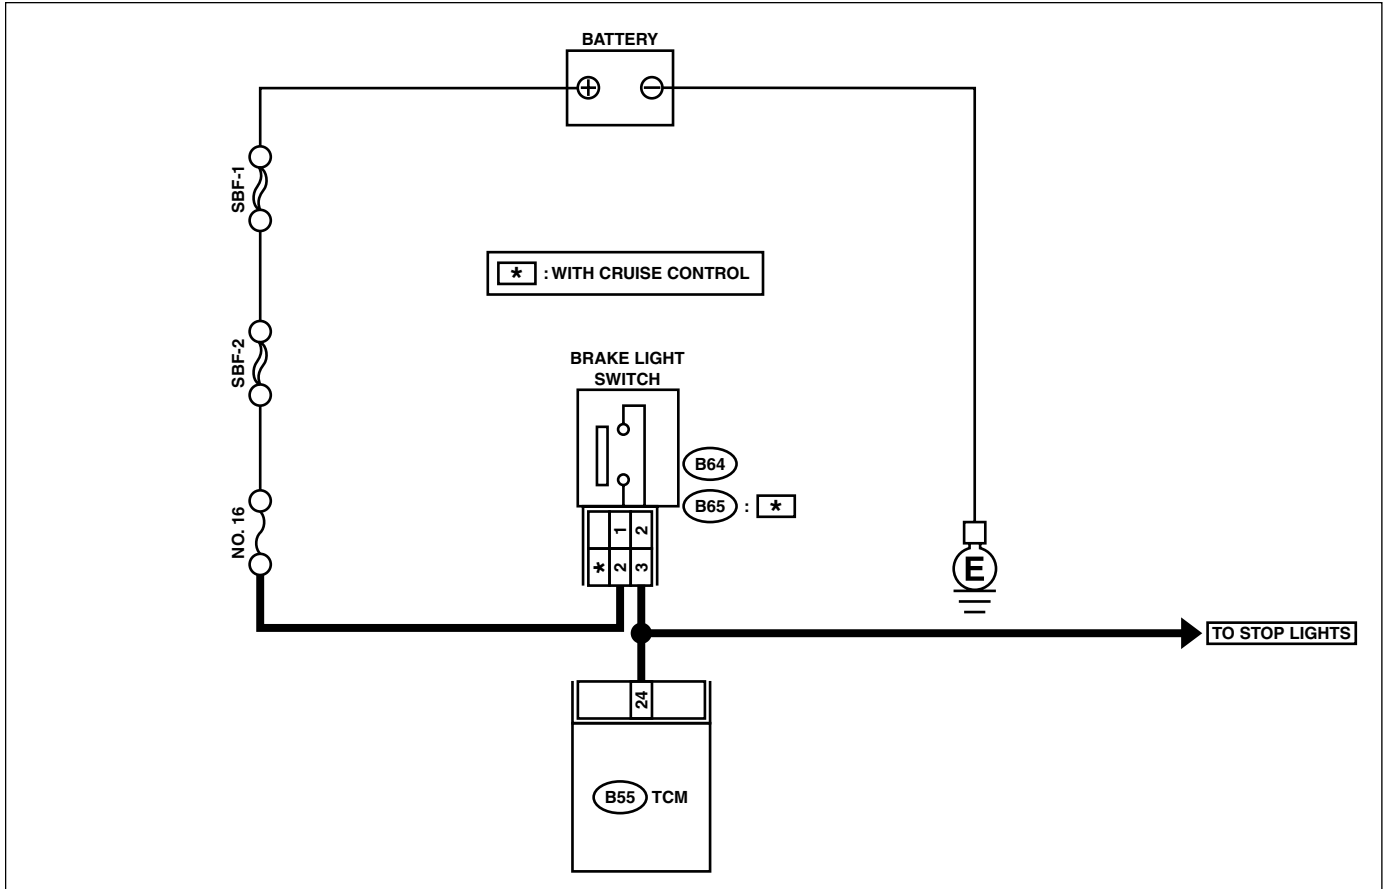 BATTERY
SBF-1
* : WITH CRUISE CONTROL
SBF-2
BRAKE LIGHT
SWITCH
B64
B65 : *
NO. 16
1 2
* 2 3
E
TO STOP LIGHTS
24
B55 TCM